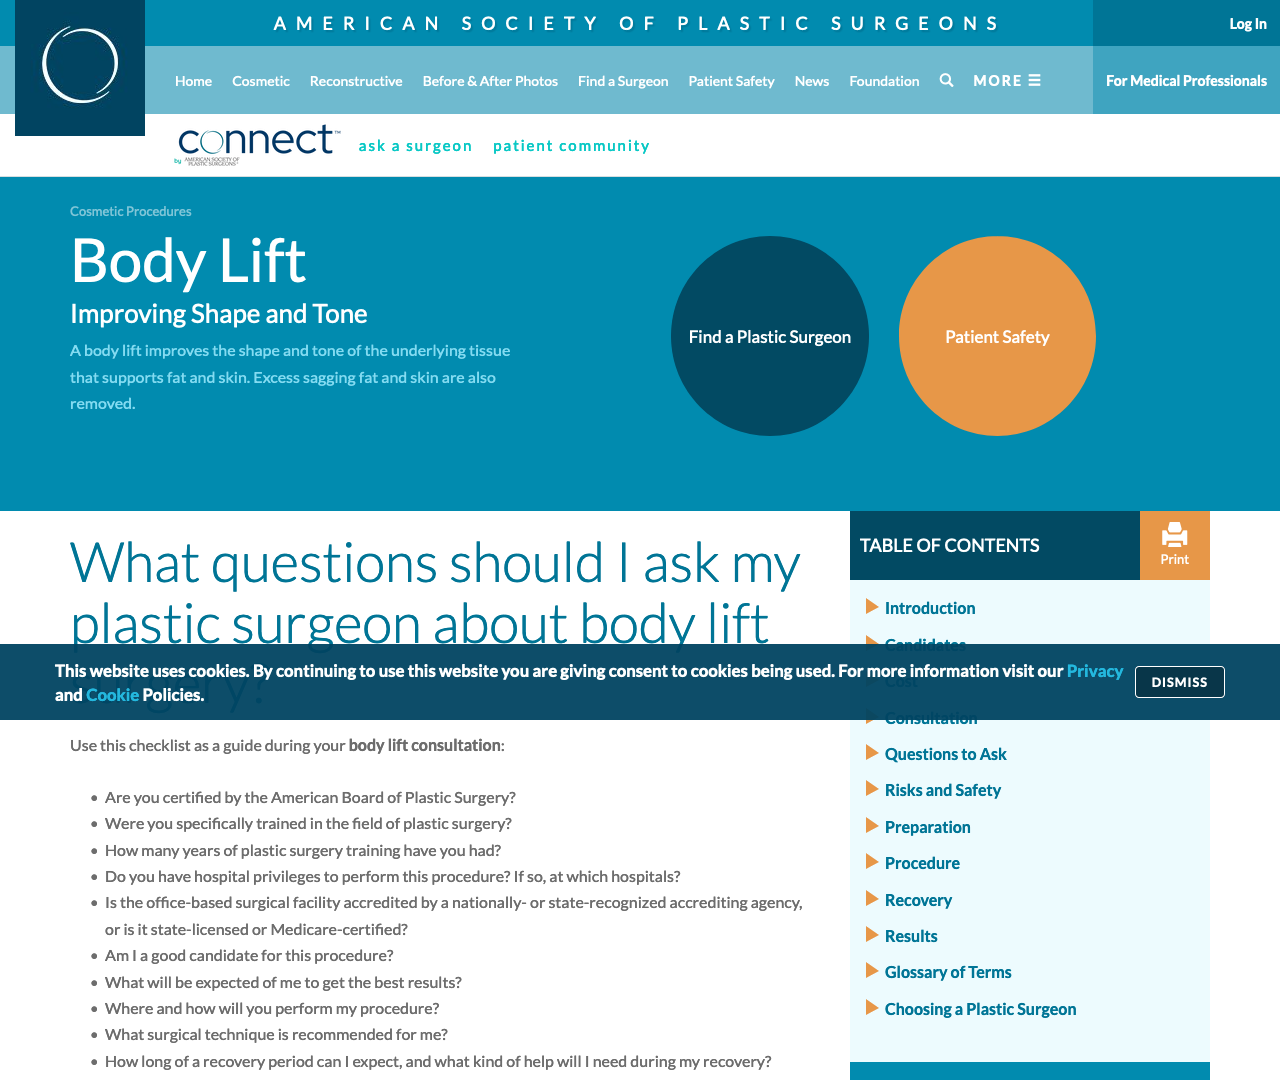 AMERICAN SOCIETY OF PLASTIC SURGEONS
Log In
Home Cosmetic Reconstructive Before & After Photos Find a Surgeon Patient Safety News Foundation MORE
For Medical Professionals
connect™
by AMERICAN SOCIETY OF PLASTIC SURGEONS
ask a surgeon patient community
Cosmetic Procedures
Body Lift
Improving Shape and Tone
A body lift improves the shape and tone of the underlying tissue
that supports fat and skin. Excess sagging fat and skin are also
removed.
Find a Plastic Surgeon
Patient Safety
What questions should I ask my
plastic surgeon about body lift
surgery?
TABLE OF CONTENTS
Print
Introduction
Candidates
Cost
Consultation
Questions to Ask
Risks and Safety
Preparation
Procedure
Recovery
Results
Glossary of Terms
Choosing a Plastic Surgeon
This website uses cookies. By continuing to use this website you are giving consent to cookies being used. For more information visit our Privacy
and Cookie Policies.
DISMISS
Use this checklist as a guide during your body lift consultation:
• Are you certified by the American Board of Plastic Surgery?
• Were you specifically trained in the field of plastic surgery?
• How many years of plastic surgery training have you had?
• Do you have hospital privileges to perform this procedure? If so, at which hospitals?
• Is the office-based surgical facility accredited by a nationally- or state-recognized accrediting agency,
or is it state-licensed or Medicare-certified?
• Am I a good candidate for this procedure?
• What will be expected of me to get the best results?
• Where and how will you perform my procedure?
• What surgical technique is recommended for me?
• How long of a recovery period can I expect, and what kind of help will I need during my recovery?